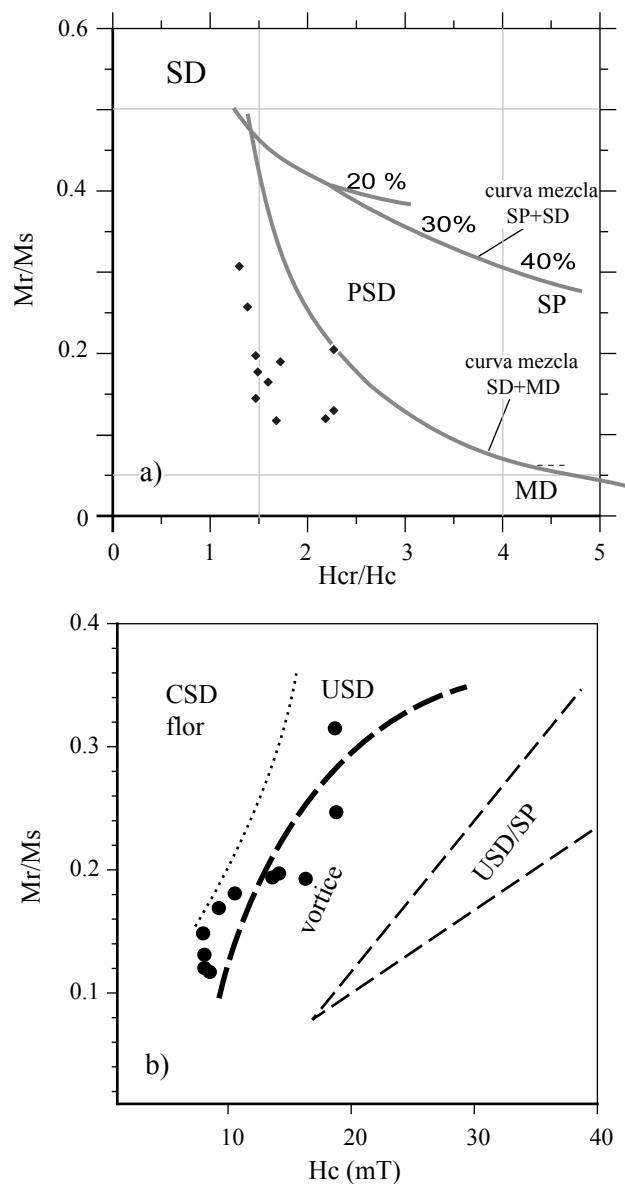 0.6
SD
0.4
20 %
curva mezcla
SP+SD
30%
40%
Mr/Ms
PSD
SP
0.2
curva mezcla
SD+MD
a)
MD
0
0
1
2
3
4
5
Hcr/Hc
0.4
CSD
flor
USD
0.3
Mr/Ms
0.2
vortice
USD/SP
0.1
b)
10
20
30
40
Hc (mT)